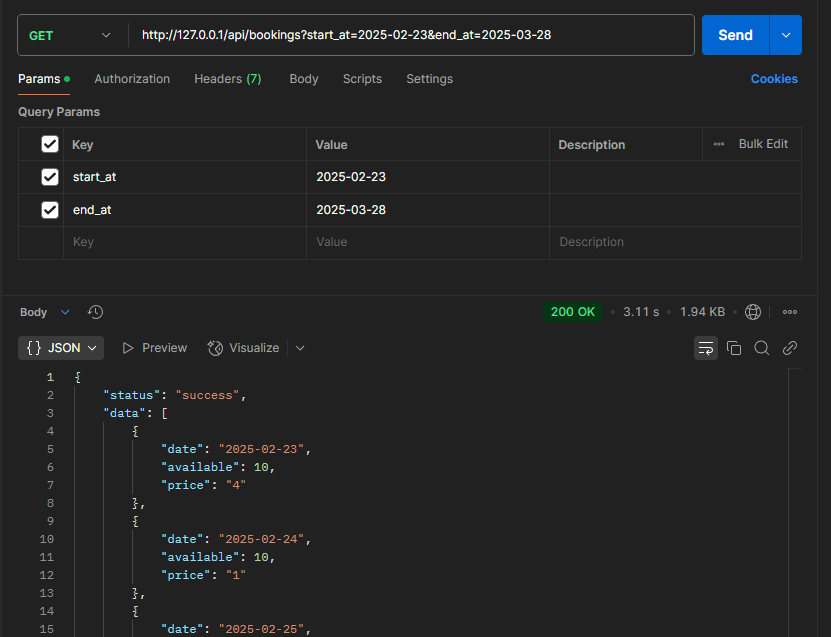 GET http://127.0.0.1/api/bookings?start_at=2025-02-23&end_at=2025-03-28 Send
Params Authorization Headers (7) Body Scripts Settings Cookies
Query Params
Key Value Description Bulk Edit
start_at 2025-02-23
end_at 2025-03-28
Key Value Description
Body 200 OK 3.11 s 1.94 KB
{} JSON Preview Visualize
1 {
2 "status": "success",
3 "data": [
4 {
5 "date": "2025-02-23",
6 "available": 10,
7 "price": "4"
8 },
9 {
10 "date": "2025-02-24",
11 "available": 10,
12 "price": "1"
13 },
14 {
15 "date": "2025-02-25",